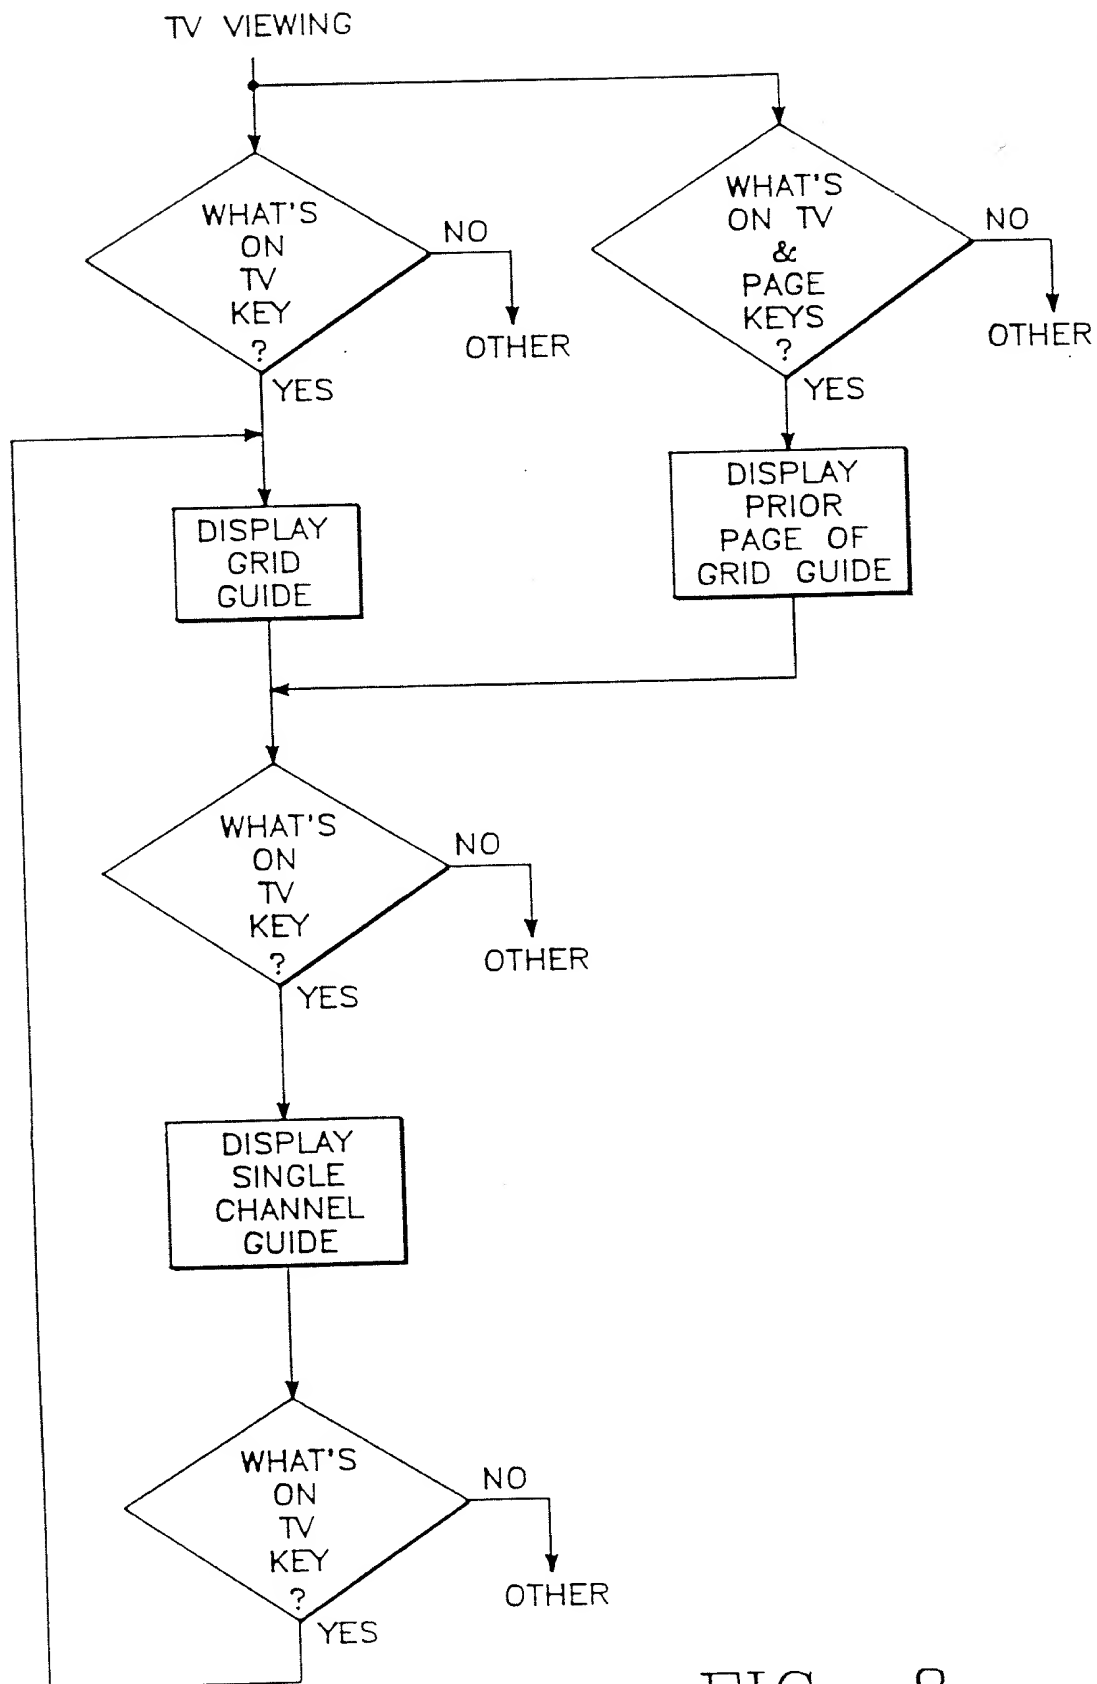 TV VIEWING
WHAT'S
ON
TV
KEY
?
NO
OTHER
YES
WHAT'S
ON TV
&
PAGE
KEYS
?
NO
OTHER
YES
DISPLAY
GRID
GUIDE
DISPLAY
PRIOR
PAGE OF
GRID GUIDE
WHAT'S
ON
TV
KEY
?
NO
OTHER
YES
DISPLAY
SINGLE
CHANNEL
GUIDE
WHAT'S
ON
TV
KEY
?
NO
OTHER
YES